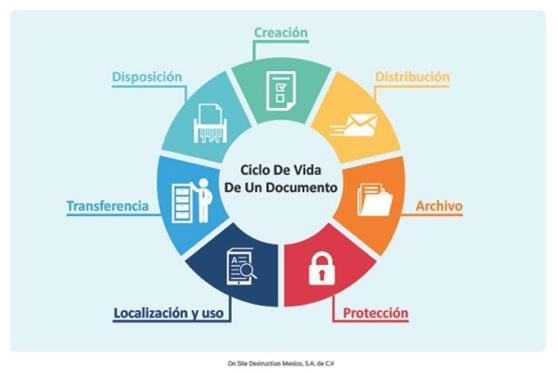 Creación
Disposición
Distribución
Ciclo De Vida
De Un Documento
Transferencia
Archivo
A
Localización y uso
Protección
On Site Destruction Mexico, S.A. de C.V